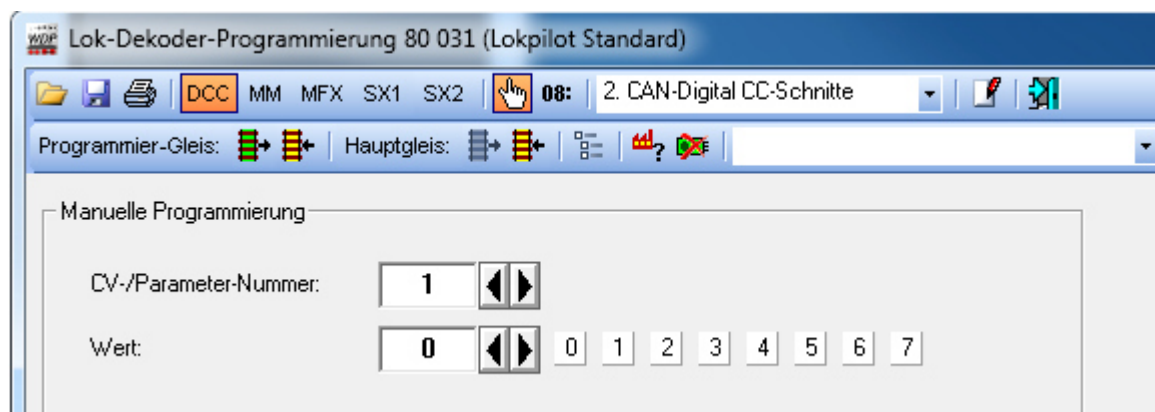 WDP Lok-Dekoder-Programmierung 80 031 (Lokpilot Standard)
DCC MM MFX SX1 SX2 08: 2. CAN-Digital CC-Schnitte
Programmier-Gleis: Hauptgleis: ?
Manuelle Programmierung
CV-/Parameter-Nummer: 1
Wert: 0 0 1 2 3 4 5 6 7